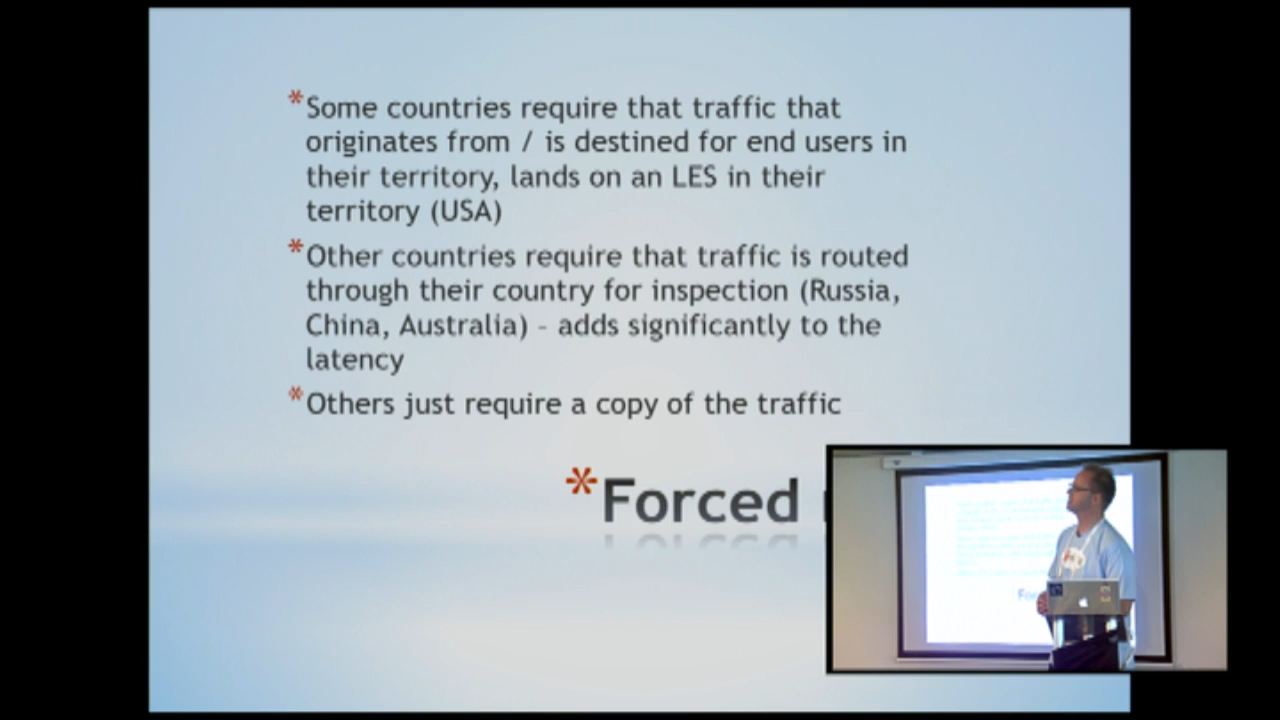 *Some countries require that traffic that
originates from / is destined for end users in
their territory, lands on an LES in their
territory (USA)
*Other countries require that traffic is routed
through their country for inspection (Russia,
China, Australia) – adds significantly to the
latency
*Others just require a copy of the traffic
*Forced